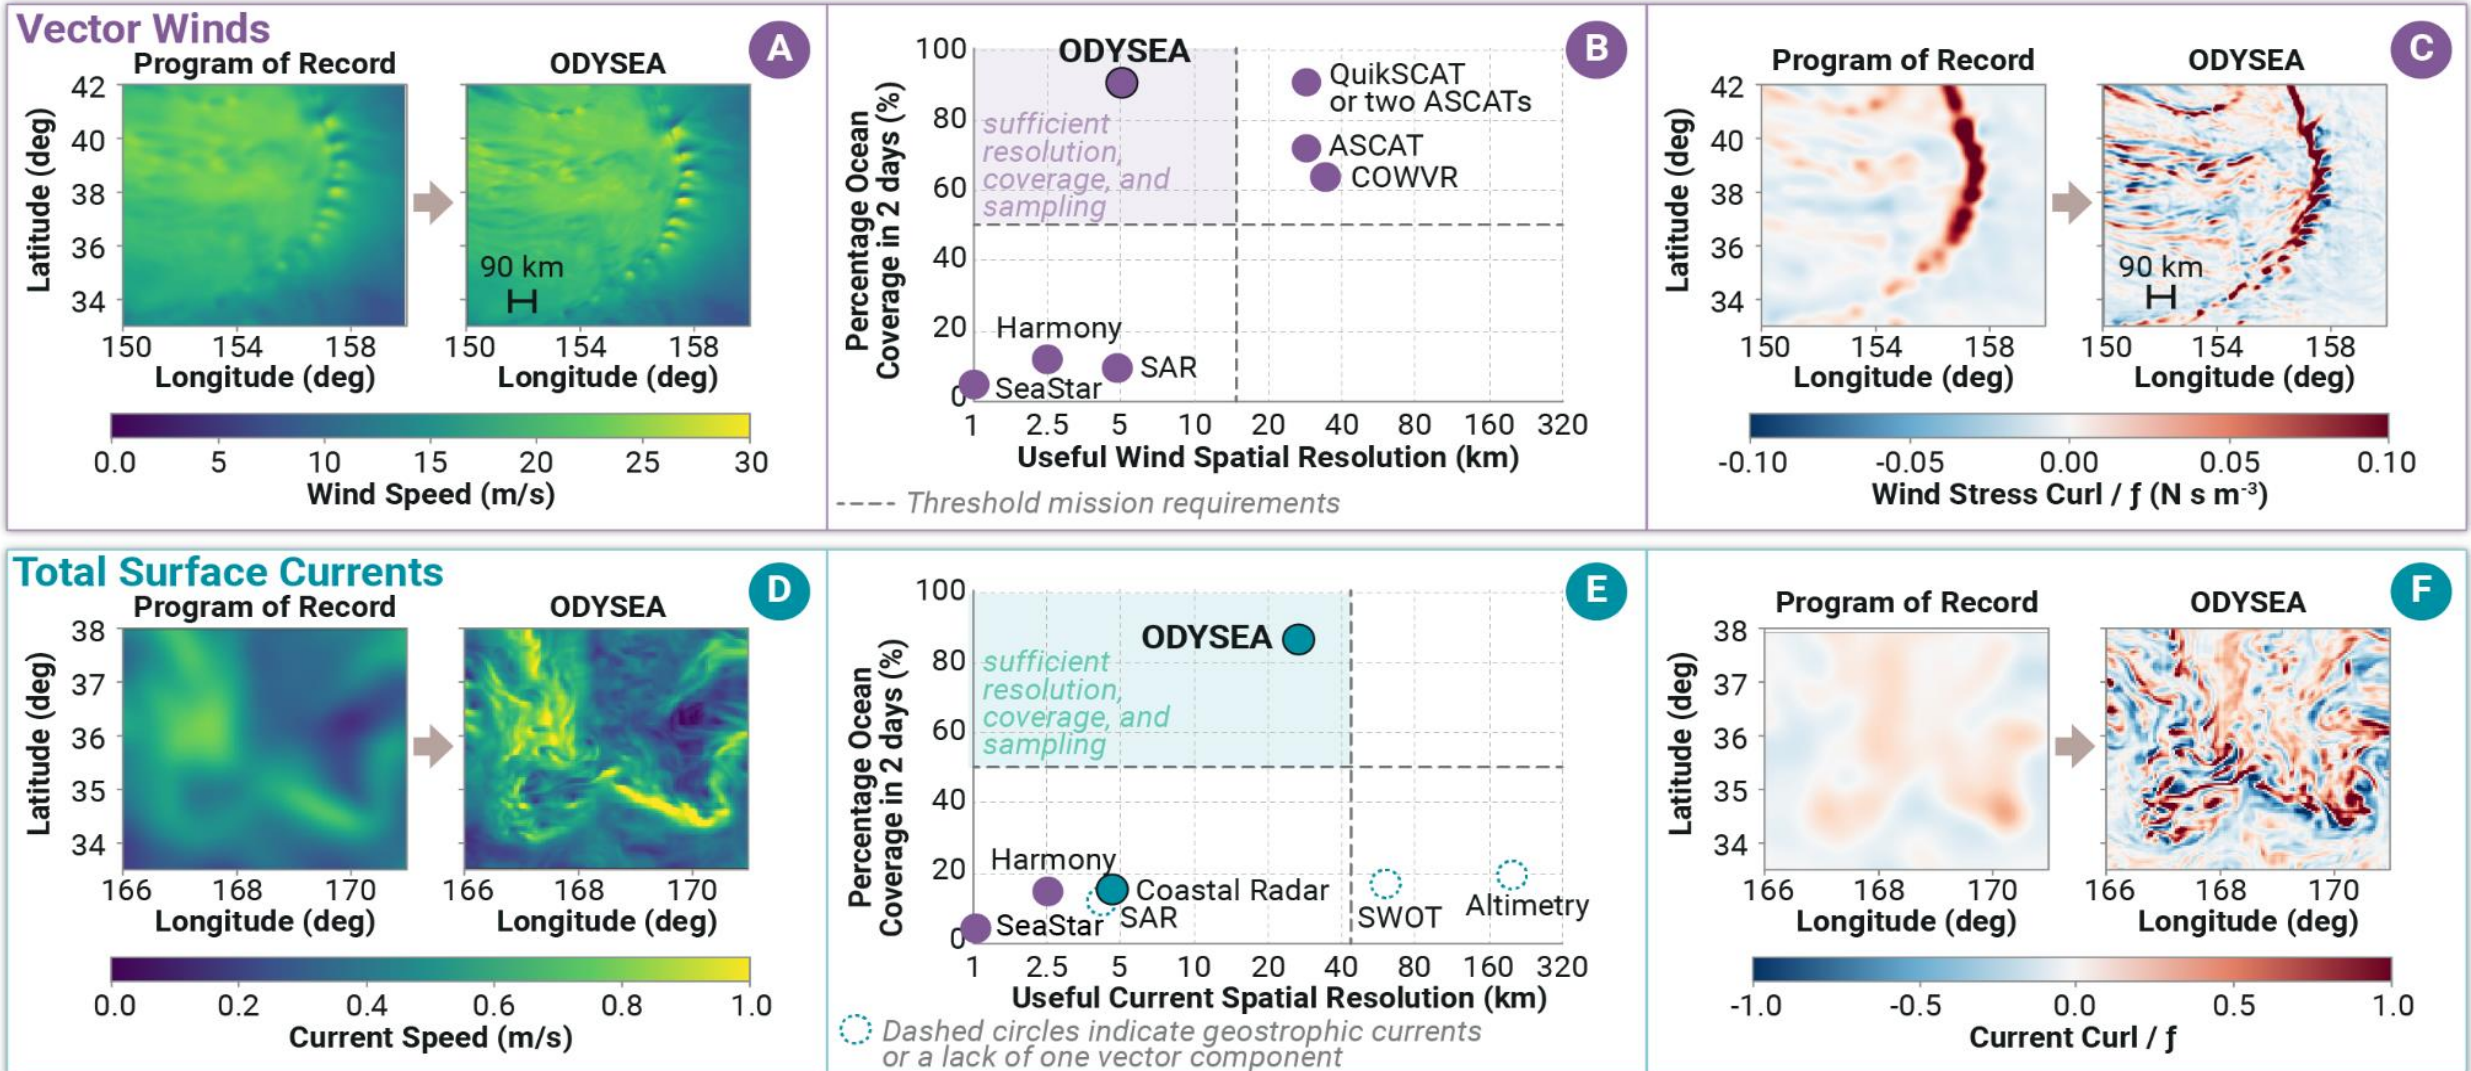 Vector Winds
A
Program of Record
ODYSEA
42
40
38
36
34
Latitude (deg)
90 km
150
154
158
150
154
158
Longitude (deg)
Longitude (deg)
0.0
5
10
15
20
25
30
Wind Speed (m/s)
B
100
80
60
40
20
0
Percentage Ocean
Coverage in 2 days (%)
ODYSEA
QuikSCAT
or two ASCATs
sufficient
resolution,
coverage, and
sampling
ASCAT
COWVR
Harmony
SAR
SeaStar
1
2.5
5
10
20
40
80
160
320
Useful Wind Spatial Resolution (km)
Threshold mission requirements
C
Program of Record
ODYSEA
42
40
38
36
34
Latitude (deg)
90 km
150
154
158
150
154
158
Longitude (deg)
Longitude (deg)
-0.10
-0.05
0.00
0.05
0.10
Wind Stress Curl / ƒ (N s m⁻³)
Total Surface Currents
D
Program of Record
ODYSEA
38
37
36
35
34
Latitude (deg)
166
168
170
166
168
170
Longitude (deg)
Longitude (deg)
0.0
0.2
0.4
0.6
0.8
1.0
Current Speed (m/s)
E
100
80
60
40
20
0
Percentage Ocean
Coverage in 2 days (%)
ODYSEA
sufficient
resolution,
coverage, and
sampling
Harmony
Coastal Radar
SAR
SeaStar
SWOT
Altimetry
1
2.5
5
10
20
40
80
160
320
Useful Current Spatial Resolution (km)
Dashed circles indicate geostrophic currents
or a lack of one vector component
F
Program of Record
ODYSEA
38
37
36
35
34
Latitude (deg)
166
168
170
166
168
170
Longitude (deg)
Longitude (deg)
-1.0
-0.5
0.0
0.5
1.0
Current Curl / ƒ